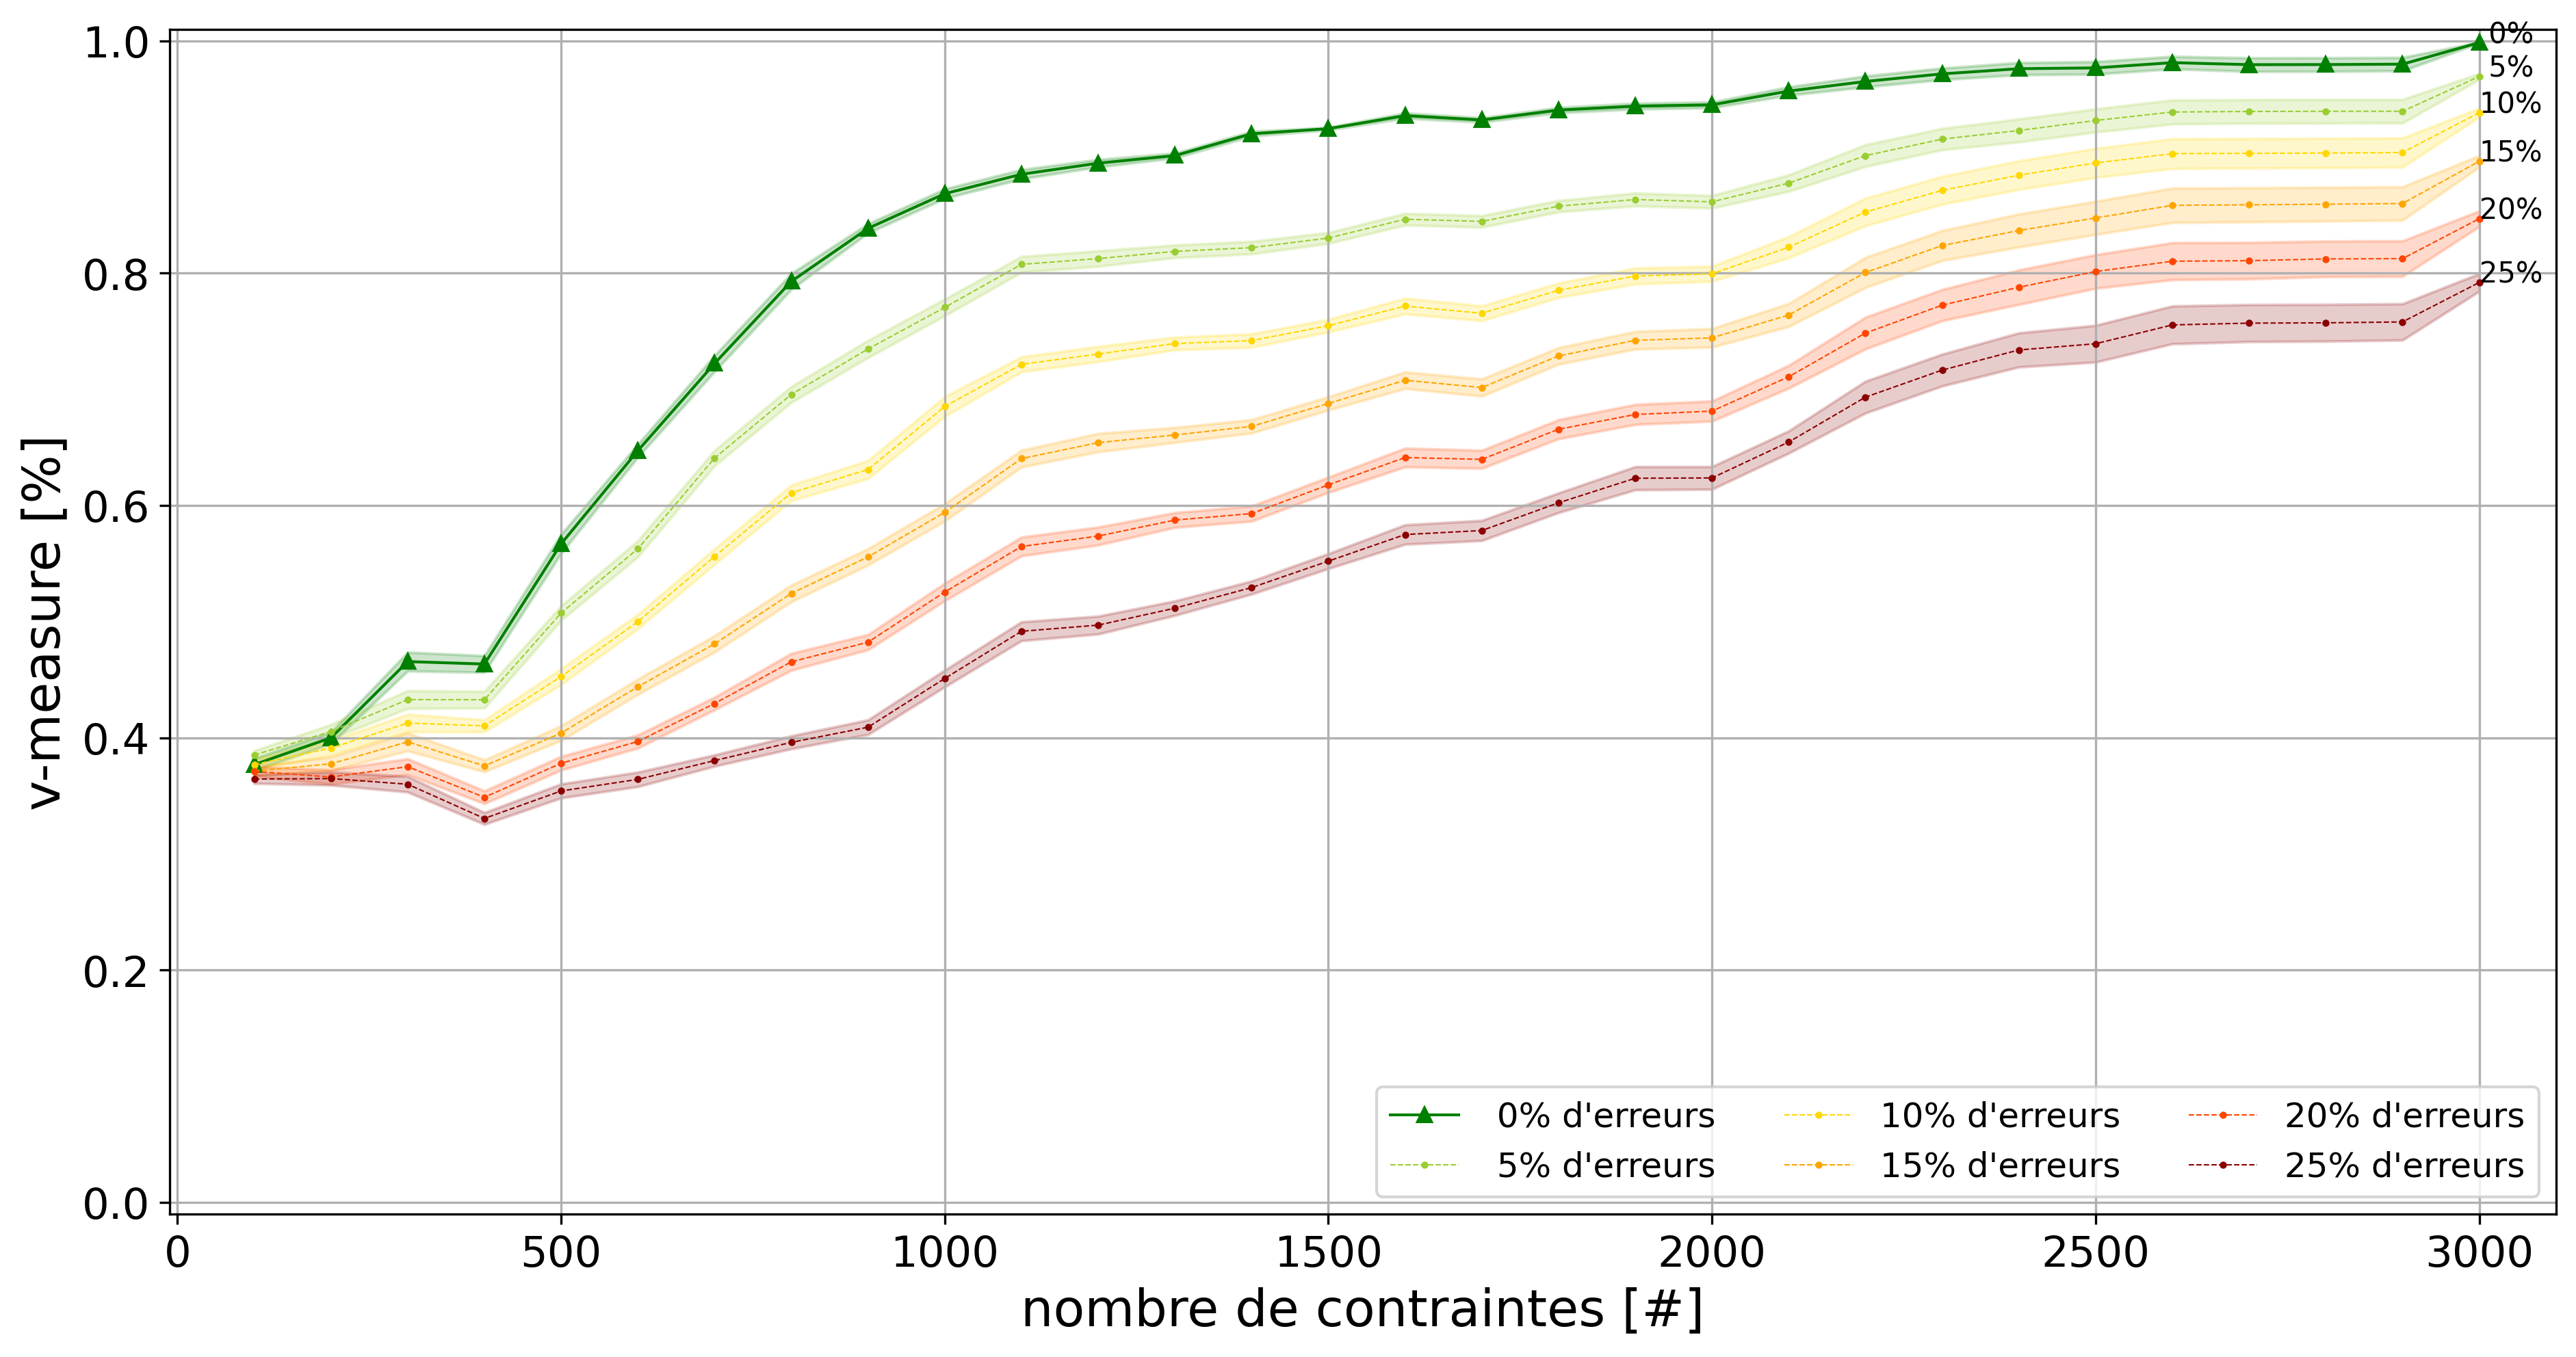 1.0
0.8
0.6
0.4
0.2
0.0
v-measure [%]
0%
5%
10%
15%
20%
25%
0% d'erreurs
5% d'erreurs
10% d'erreurs
15% d'erreurs
20% d'erreurs
25% d'erreurs
0 500 1000 1500 2000 2500 3000
nombre de contraintes [#]